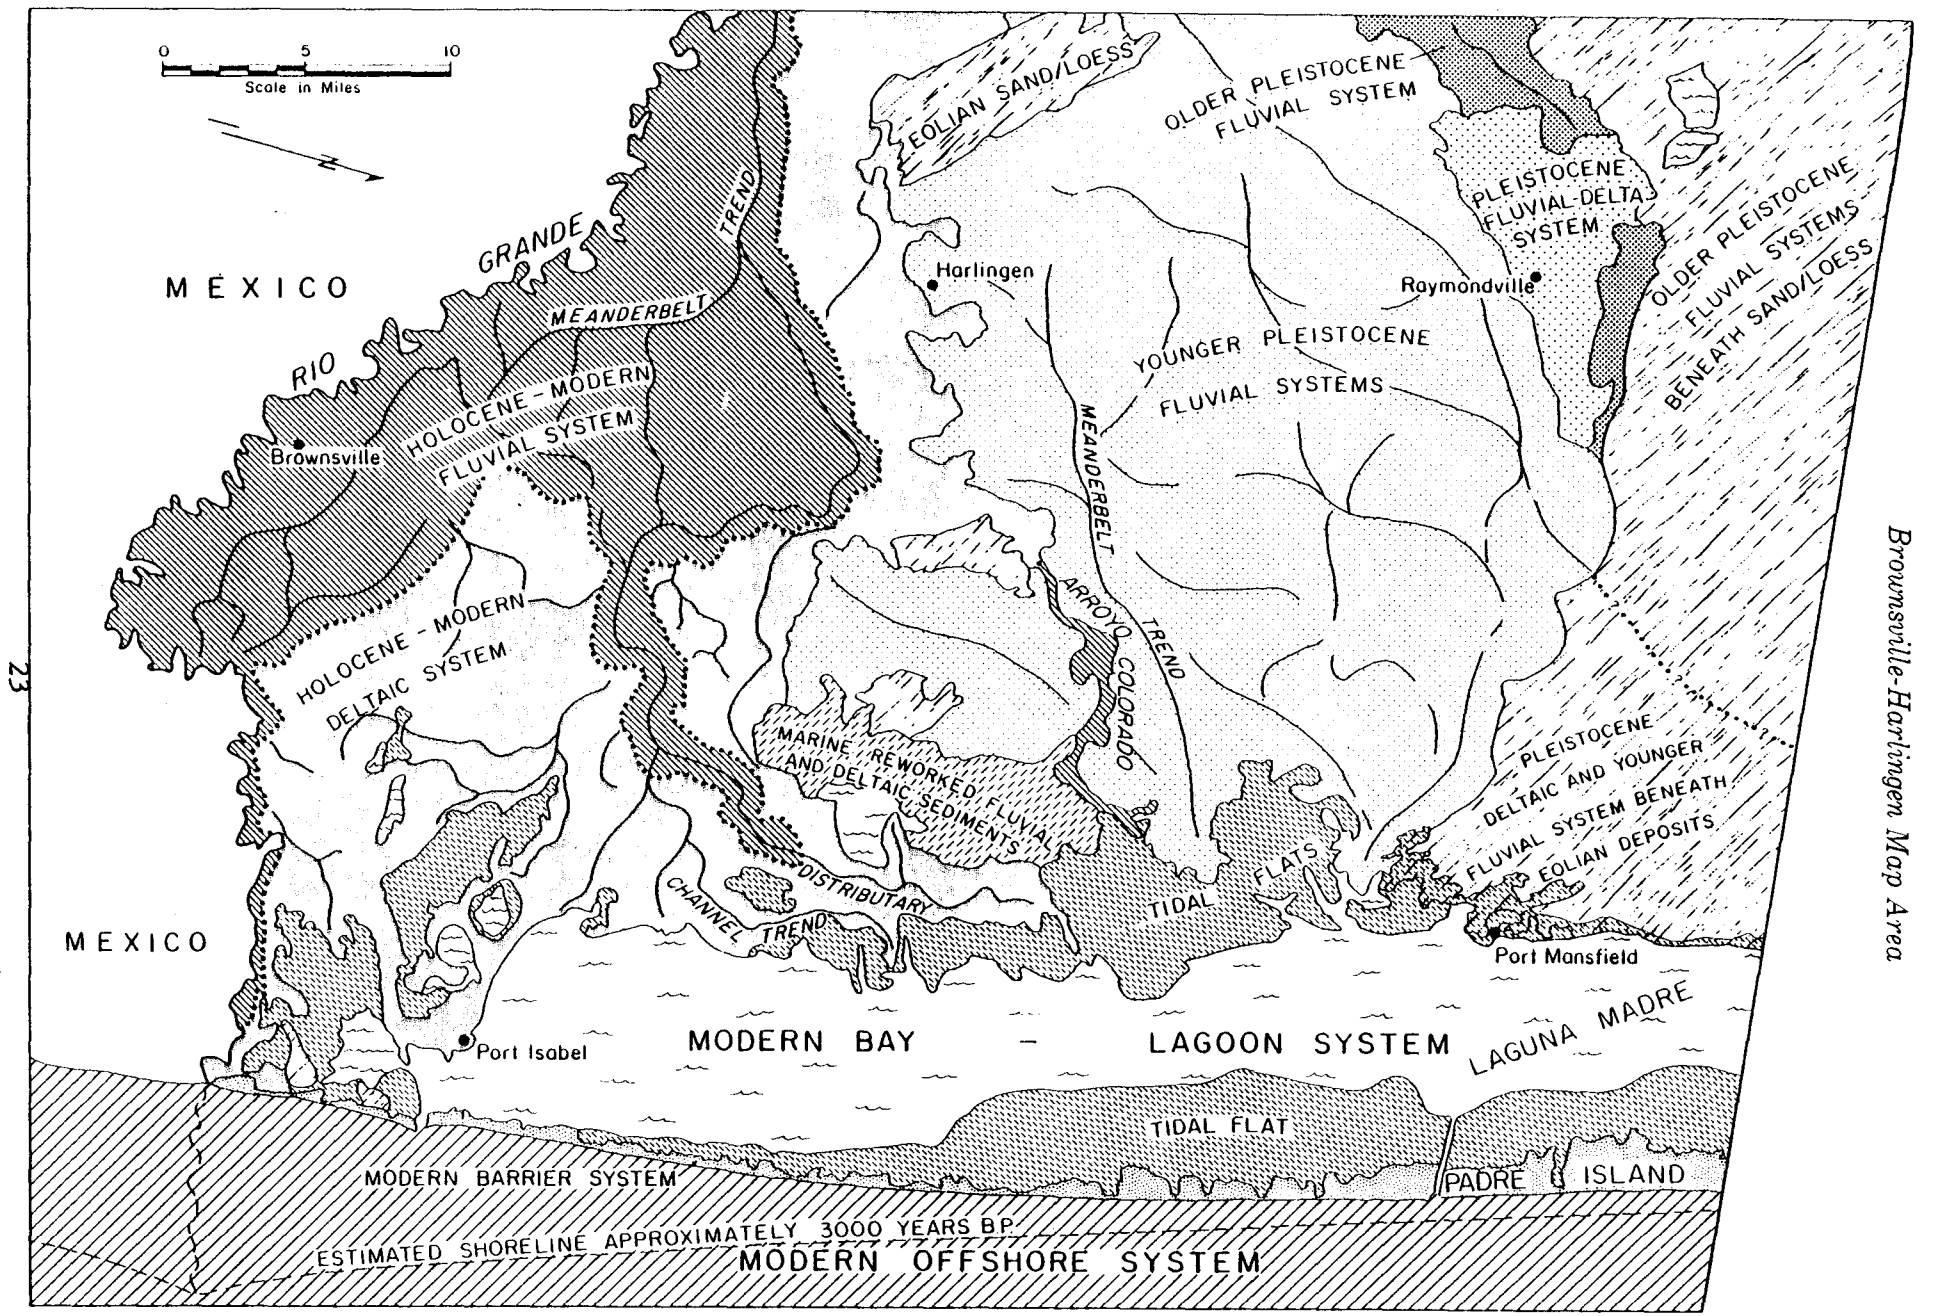 0 5 10
Scale in Miles
N
MEXICO
RIO GRANDE
MEANDERBELT TREND
EOLIAN SAND/LOESS
OLDER PLEISTOCENE
FLUVIAL SYSTEM
PLEISTOCENE
FLUVIAL-DELTA
SYSTEM
OLDER PLEISTOCENE
FLUVIAL SYSTEMS
BENEATH SAND/LOESS
Harlingen
Raymondville
YOUNGER PLEISTOCENE
FLUVIAL SYSTEMS
HOLOCENE-MODERN
FLUVIAL SYSTEM
Brownsville
MEANDERBELT TREND
ARROYO COLORADO
HOLOCENE-MODERN
DELTAIC SYSTEM
MARINE REWORKED FLUVIAL
AND DELTAIC SEDIMENTS
PLEISTOCENE
DELTAIC AND YOUNGER
FLUVIAL SYSTEM BENEATH
EOLIAN DEPOSITS
DISTRIBUTARY
CHANNEL TREND
TIDAL FLATS
MEXICO
Port Mansfield
Port Isabel
MODERN BAY - LAGOON SYSTEM
LAGUNA MADRE
TIDAL FLAT
PADRE ISLAND
MODERN BARRIER SYSTEM
ESTIMATED SHORELINE APPROXIMATELY 3000 YEARS B.P.
MODERN OFFSHORE SYSTEM
23
Brownsville-Harlingen Map Area